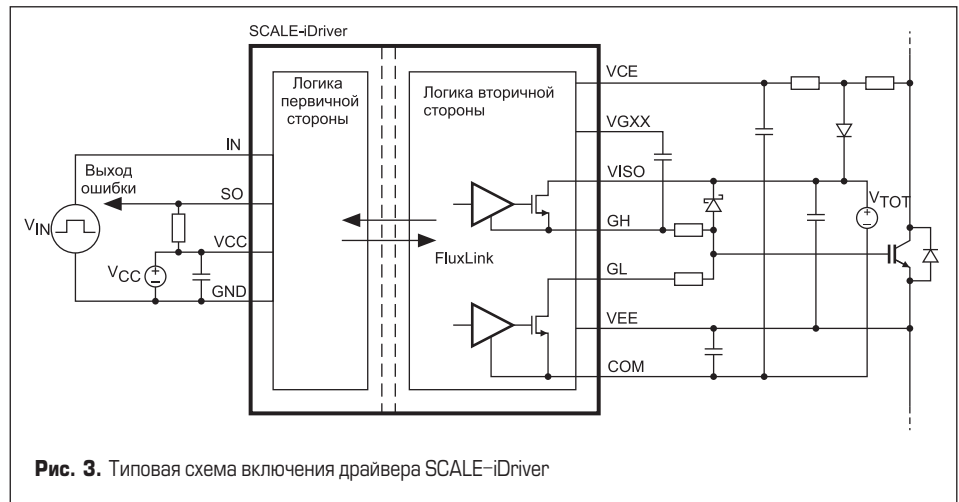 SCALE-iDriver
Логика
первичной
стороны
Логика вторичной
стороны
IN
Выход
ошибки
SO
VIN
VCC
VCC
GND
FluxLink
VCE
VGXX
VISO
GH
GL
VEE
COM
VTOT
Рис. 3. Типовая схема включения драйвера SCALE-iDriver